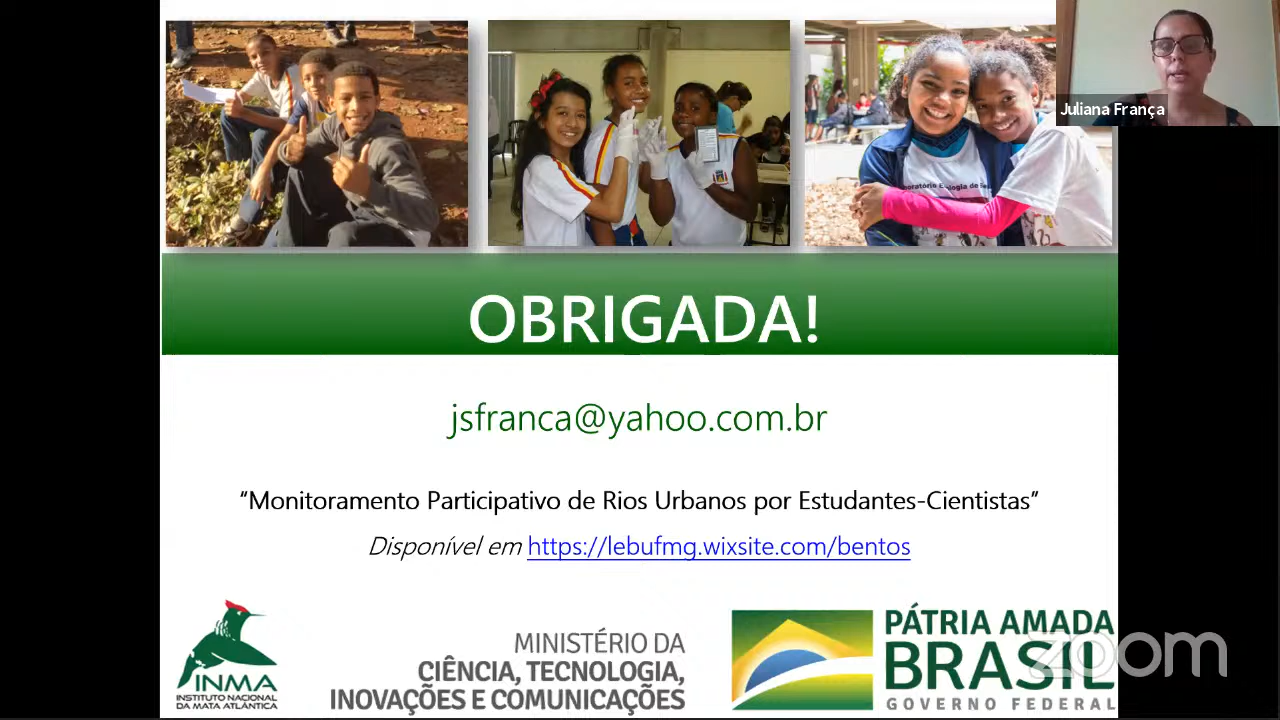 Juliana França
OBRIGADA!
jsfranca@yahoo.com.br
“Monitoramento Participativo de Rios Urbanos por Estudantes-Cientistas”
Disponível em https://lebufmg.wixsite.com/bentos
INMA
INSTITUTO NACIONAL
DA MATA ATLÂNTICA
MINISTÉRIO DA
CIÊNCIA, TECNOLOGIA,
INOVAÇÕES E COMUNICAÇÕES
PÁTRIA AMADA
BRASIL
GOVERNO FEDERAL
zoom